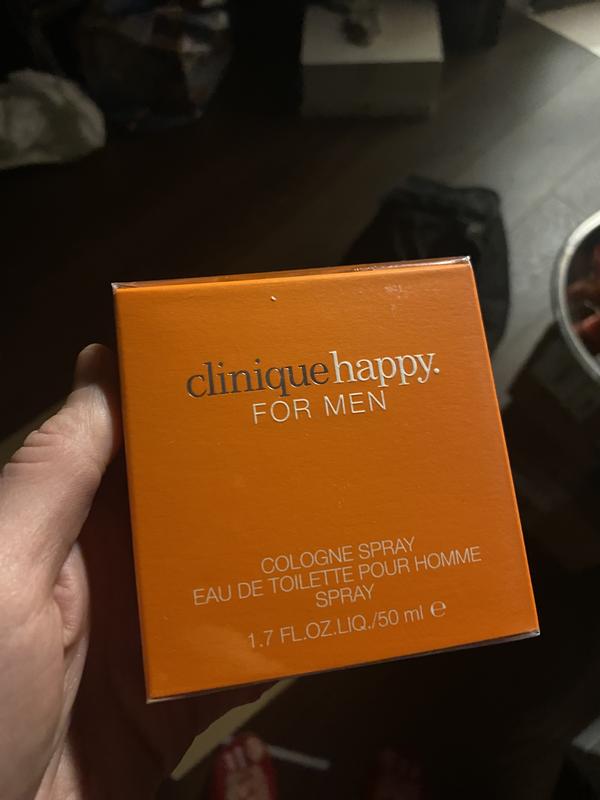 clinique happy.
FOR MEN
COLOGNE SPRAY
EAU DE TOILETTE POUR HOMME
SPRAY
1.7 FL.OZ.LIQ./50 ml ℮